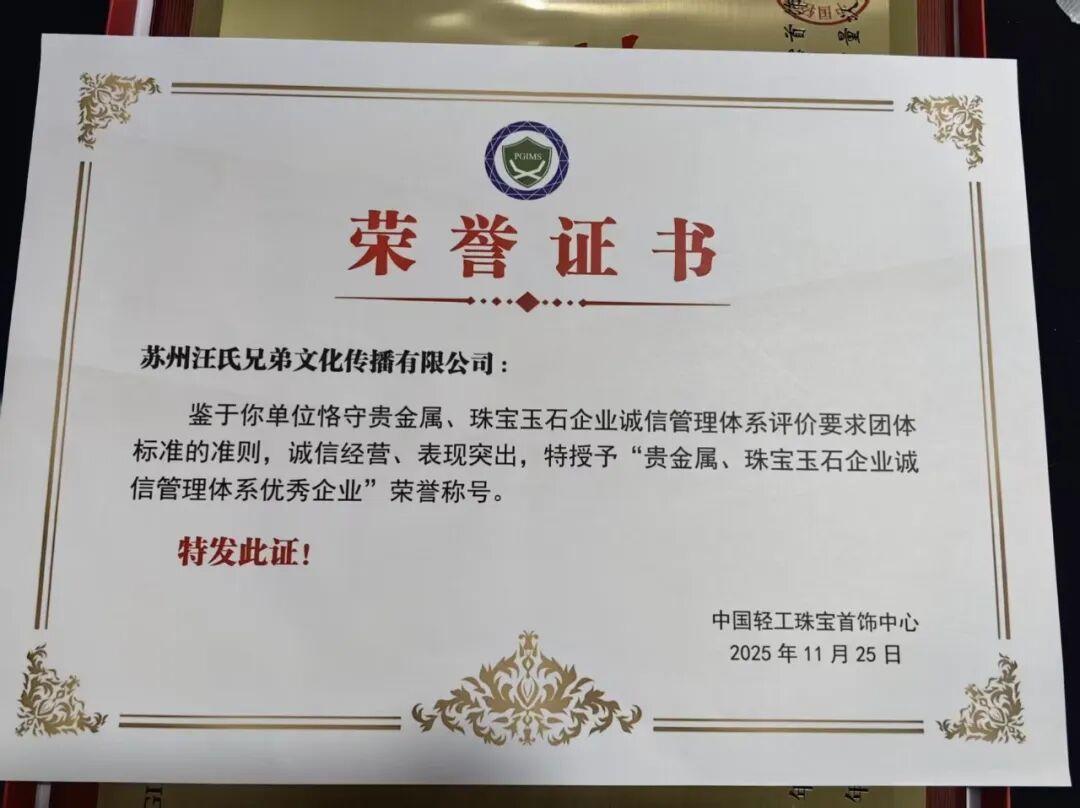 PGIMS
荣誉证书
苏州汪氏兄弟文化传播有限公司：
鉴于你单位恪守贵金属、珠宝玉石企业诚信管理体系评价要求团体
标准的准则，诚信经营、表现突出，特授予“贵金属、珠宝玉石企业诚
信管理体系优秀企业”荣誉称号。
特发此证！
中国轻工珠宝首饰中心
2025年11月25日